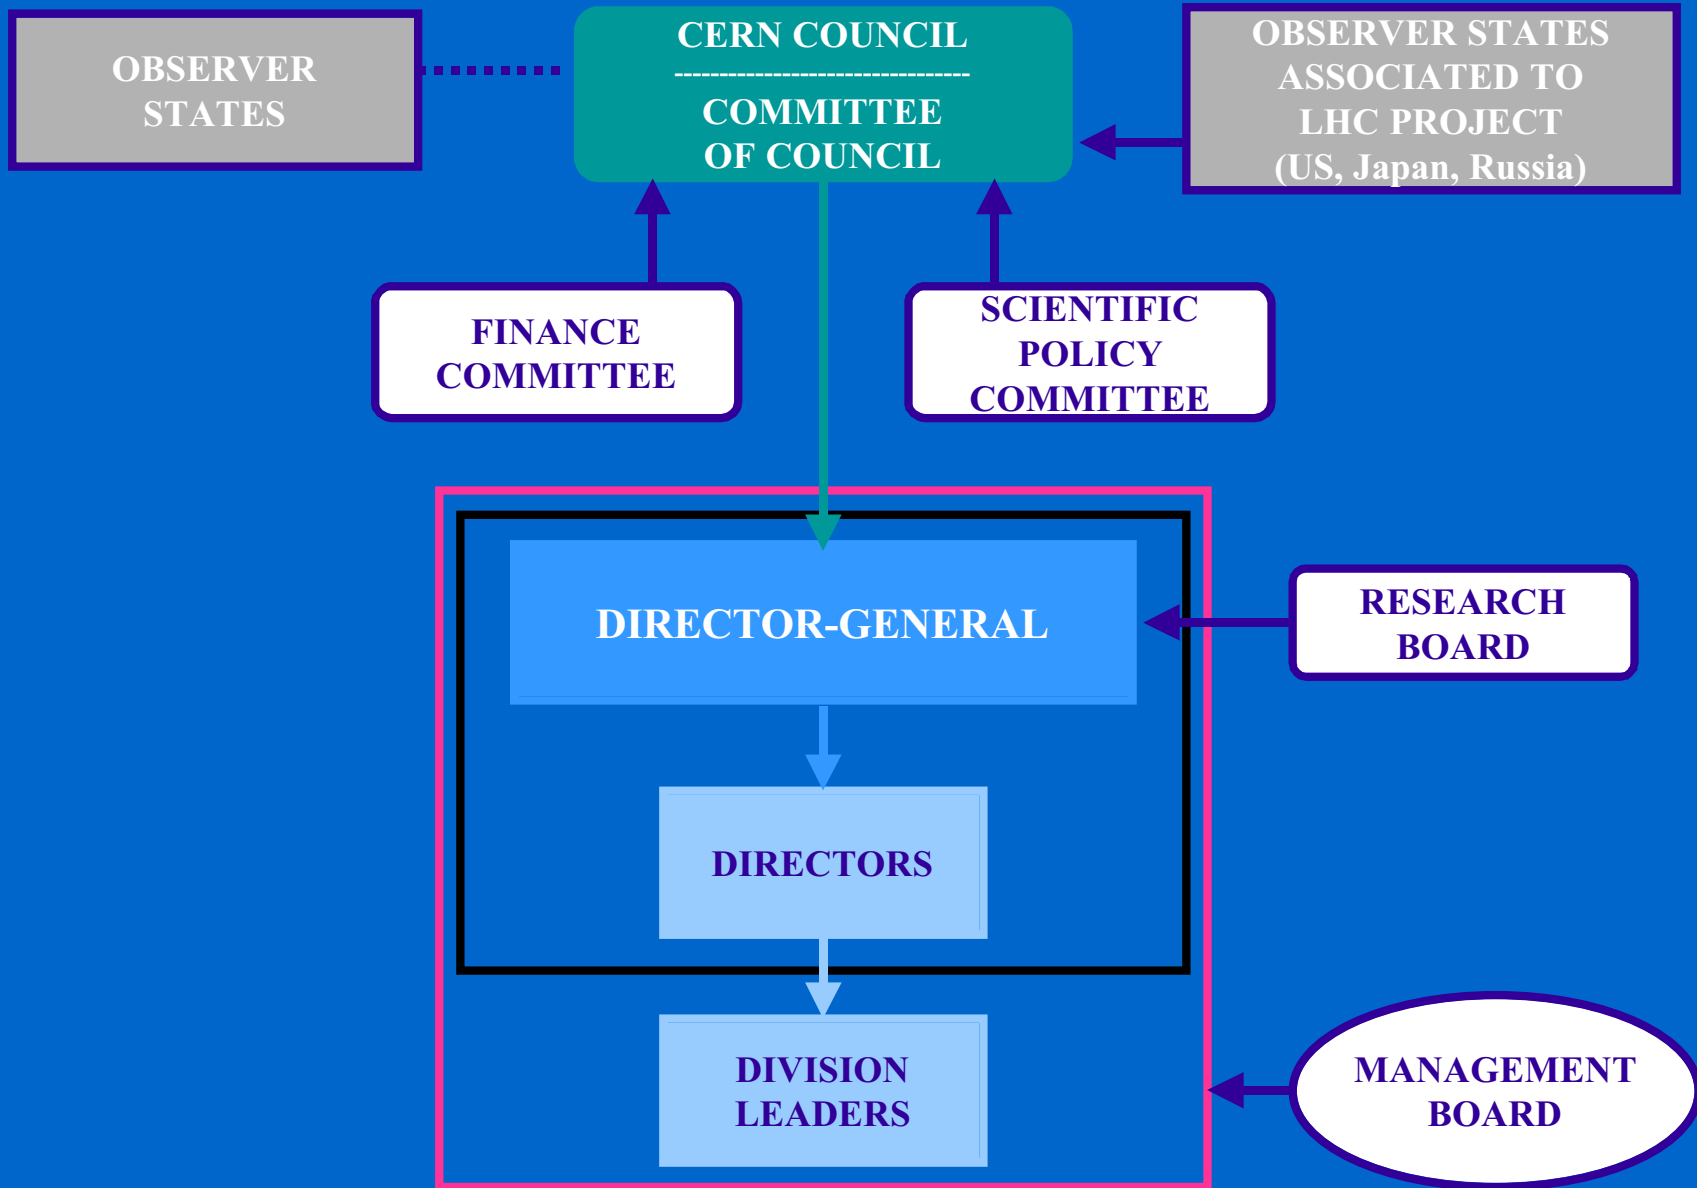 OBSERVER
STATES
CERN COUNCIL
---------------------------------
COMMITTEE
OF COUNCIL
OBSERVER STATES
ASSOCIATED TO
LHC PROJECT
(US, Japan, Russia)
FINANCE
COMMITTEE
SCIENTIFIC
POLICY
COMMITTEE
DIRECTOR-GENERAL
RESEARCH
BOARD
DIRECTORS
DIVISION
LEADERS
MANAGEMENT
BOARD